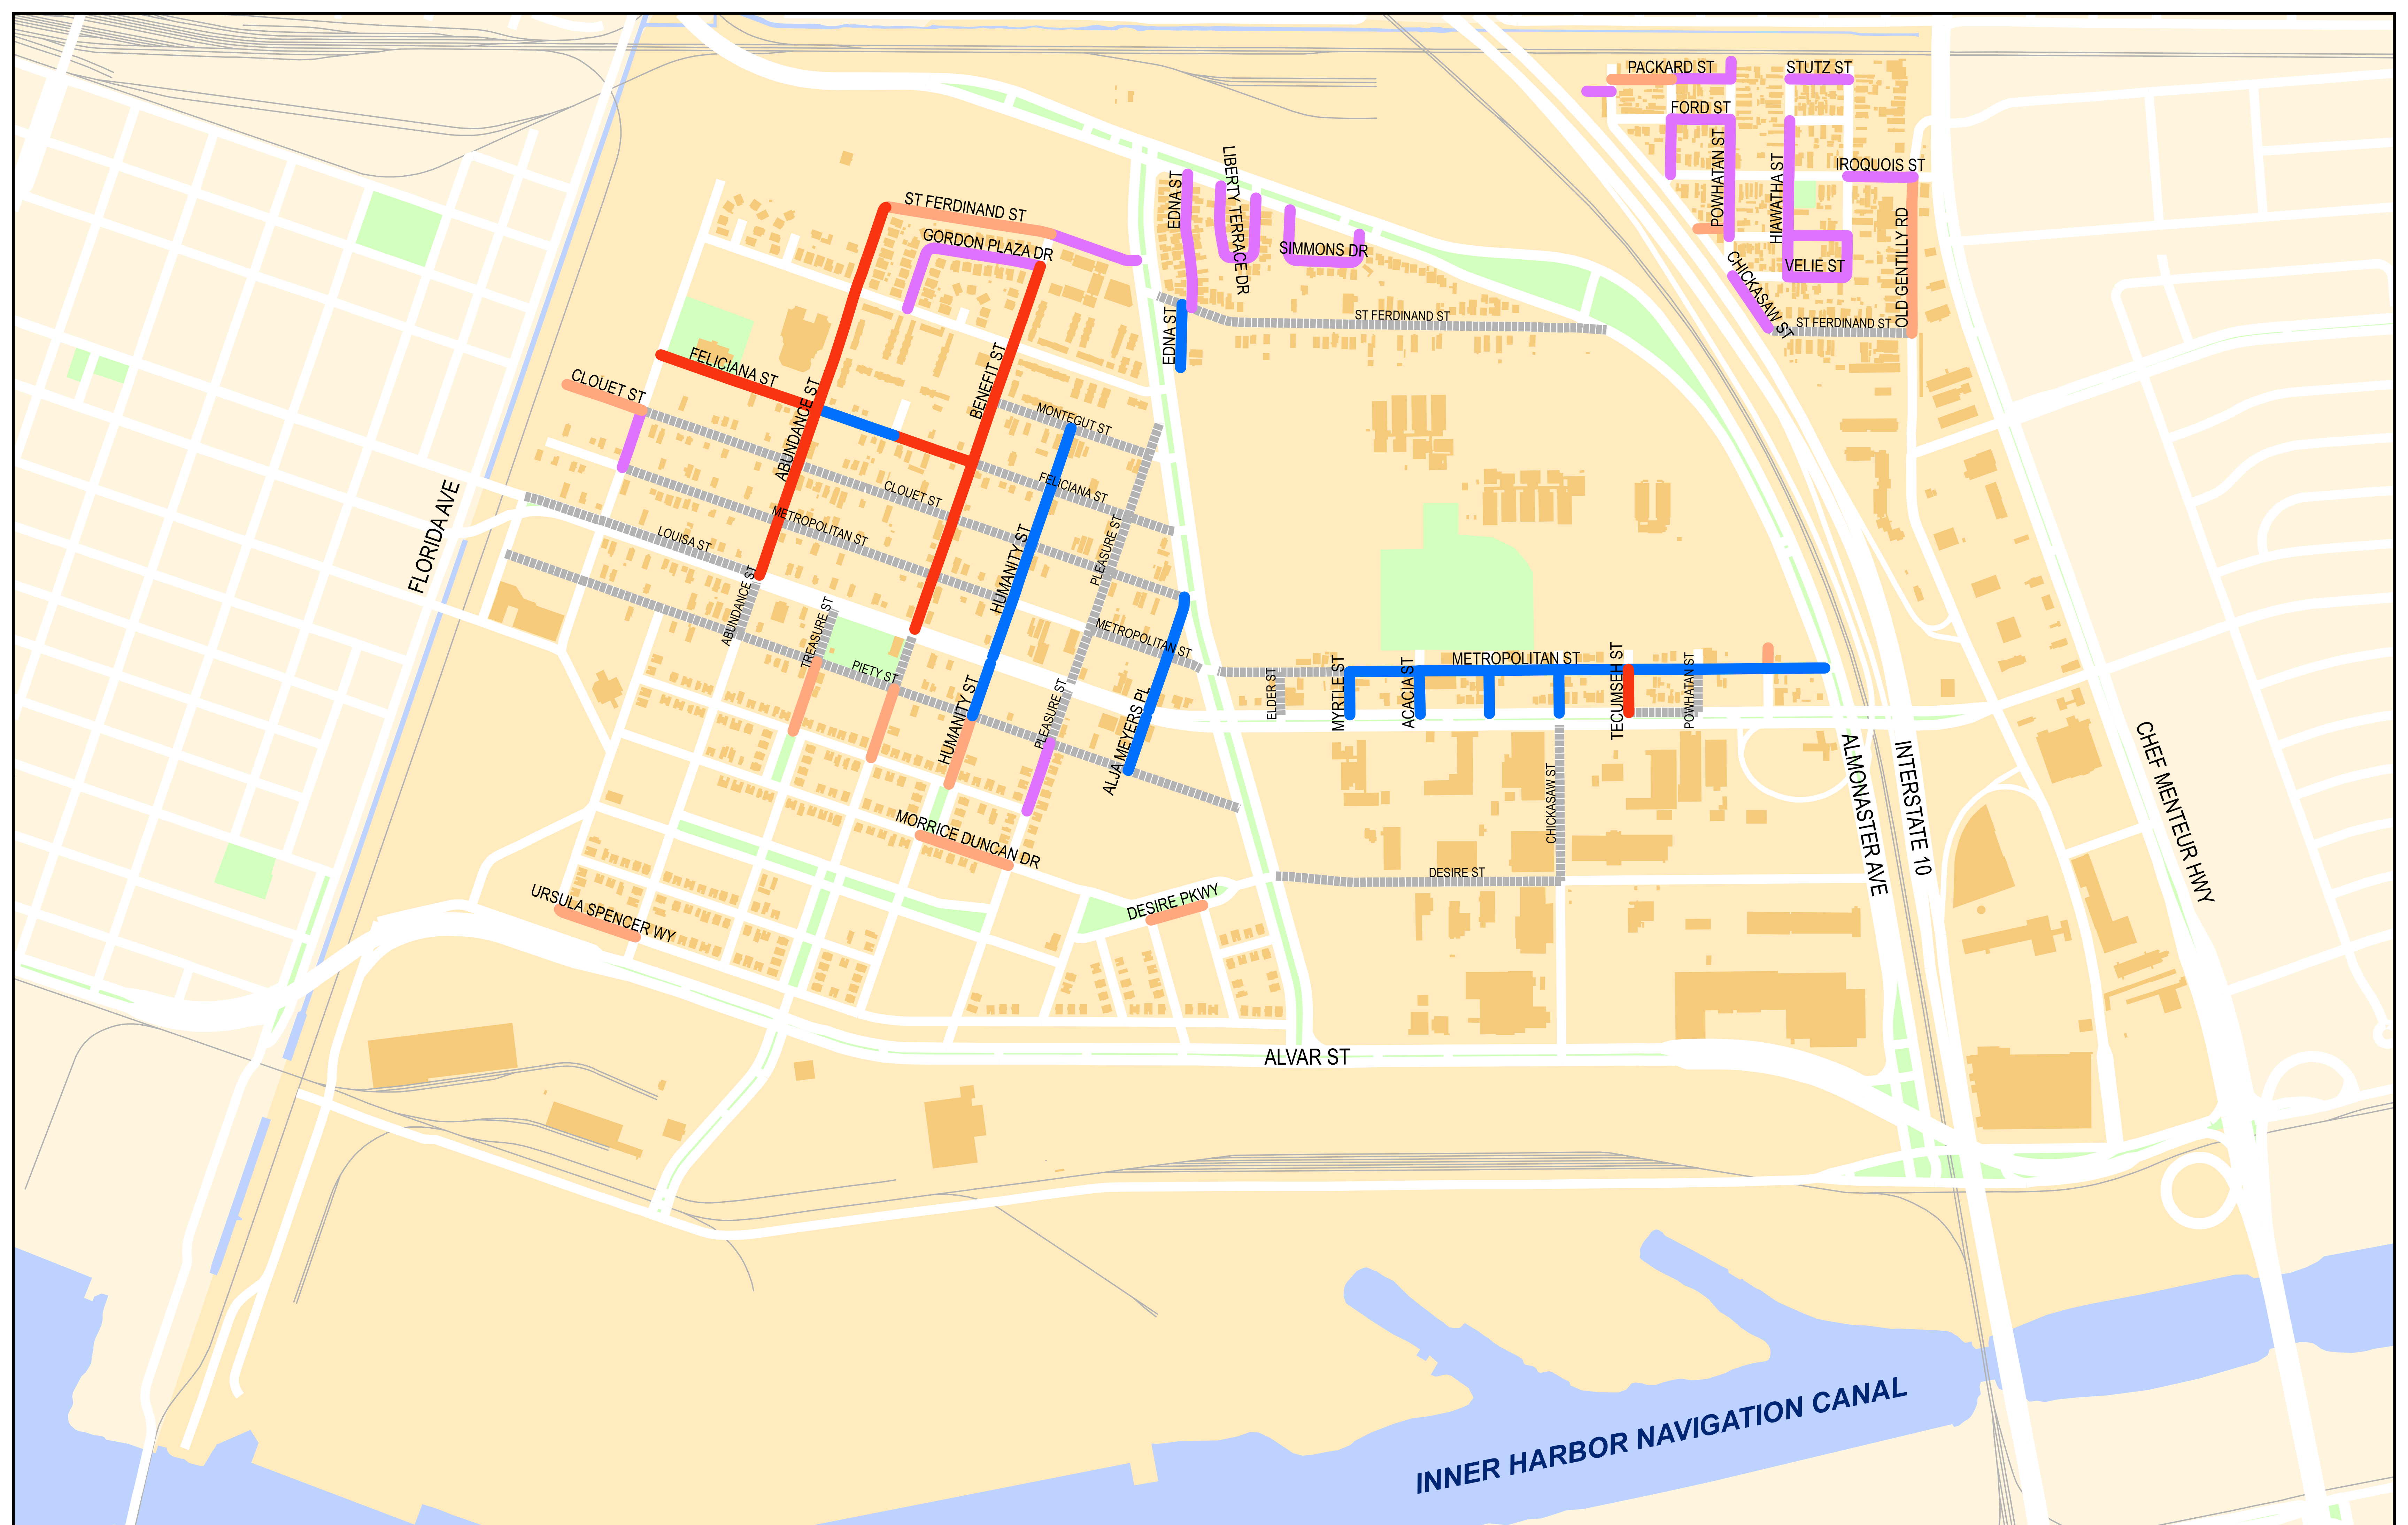 PACKARD ST
STUTZ ST
FORD ST
POWHATAN ST
HIAWATHA ST
IROQUOIS ST
LIBERTY TERRACE DR
EDNA ST
ST FERDINAND ST
GORDON PLAZA DR
SIMMONS DR
VELIE ST
CHICKASAW ST
OLD GENTILLY RD
ST FERDINAND ST
ST FERDINAND ST
EDNA ST
FELICIANA ST
CLOUET ST
ABUNDANCE ST
BENEFIT ST
MONTEGUT ST
FELICIANA ST
CLOUET ST
FLORIDA AVE
LOUISA ST
METROPOLITAN ST
HUMANITY ST
PLEASURE ST
ABUNDANCE ST
TREASURE ST
PIETY ST
METROPOLITAN ST
METROPOLITAN ST
ELDER ST
MYRTLE ST
ACACIA ST
TECUMSEH ST
POWHATAN ST
HUMANITY ST
PLEASURE ST
ALJA MEYERS PL
CHICKASAW ST
ALMONASTER AVE
INTERSTATE 10
CHEF MENTEUR HWY
MORRICE DUNCAN DR
DESIRE ST
DESIRE PKWY
URSULA SPENCER WY
ALVAR ST
INNER HARBOR NAVIGATION CANAL